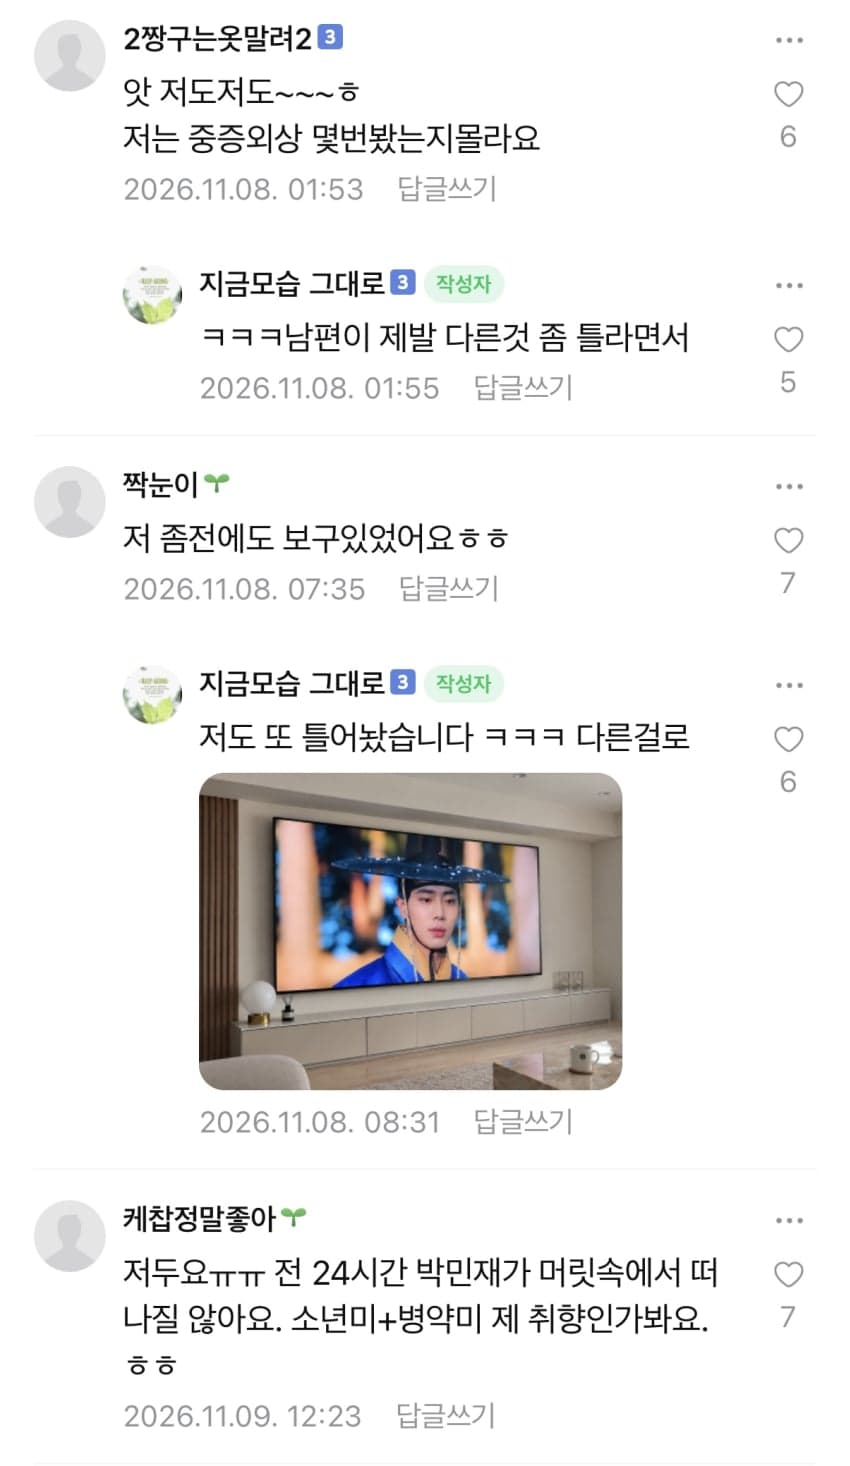 2짱구는옷말려2 3
앗 저도저도~~~ㅎ
저는 중증외상 몇번봤는지몰라요
6
2026.11.08. 01:53 답글쓰기
지금모습 그대로 3 작성자
ㅋㅋㅋ남편이 제발 다른것 좀 틀라면서
5
2026.11.08. 01:55 답글쓰기
짝눈이
저 좀전에도 보구있었어요ㅎㅎ
7
2026.11.08. 07:35 답글쓰기
지금모습 그대로 3 작성자
저도 또 틀어놨습니다 ㅋㅋㅋ 다른걸로
6
2026.11.08. 08:31 답글쓰기
케찹정말좋아
저두요ㅠㅠ 전 24시간 박민재가 머릿속에서 떠
나질 않아요. 소년미+병약미 제 취향인가봐요.
7
ㅎㅎ
2026.11.09. 12:23 답글쓰기